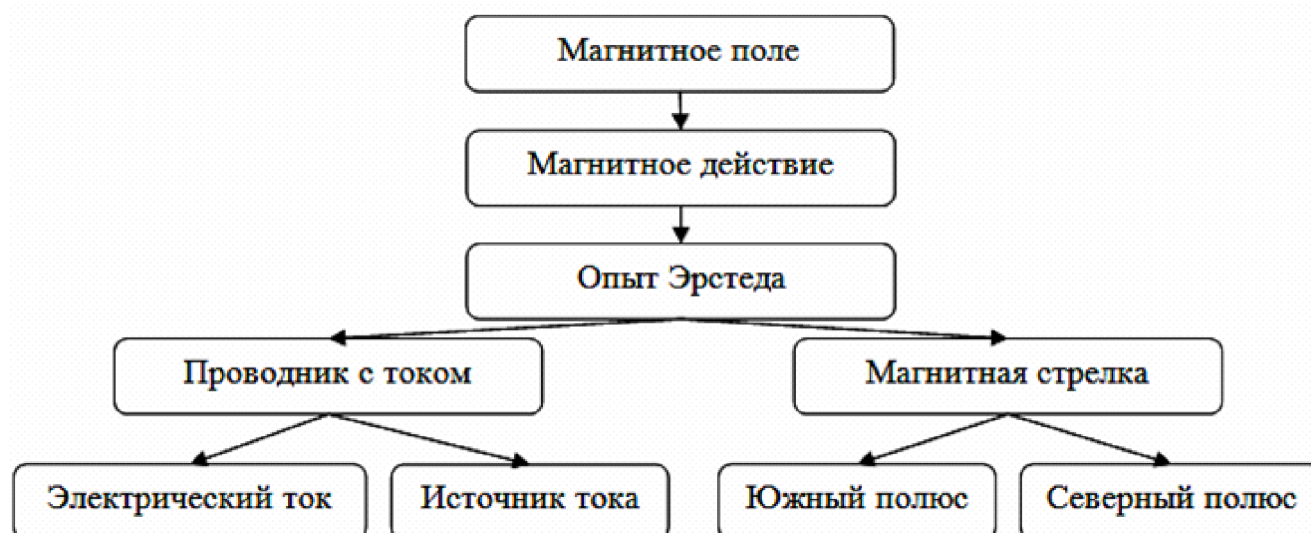 Магнитное поле
Магнитное действие
Опыт Эрстеда
Проводник с током
Магнитная стрелка
Электрический ток
Источник тока
Южный полюс
Северный полюс